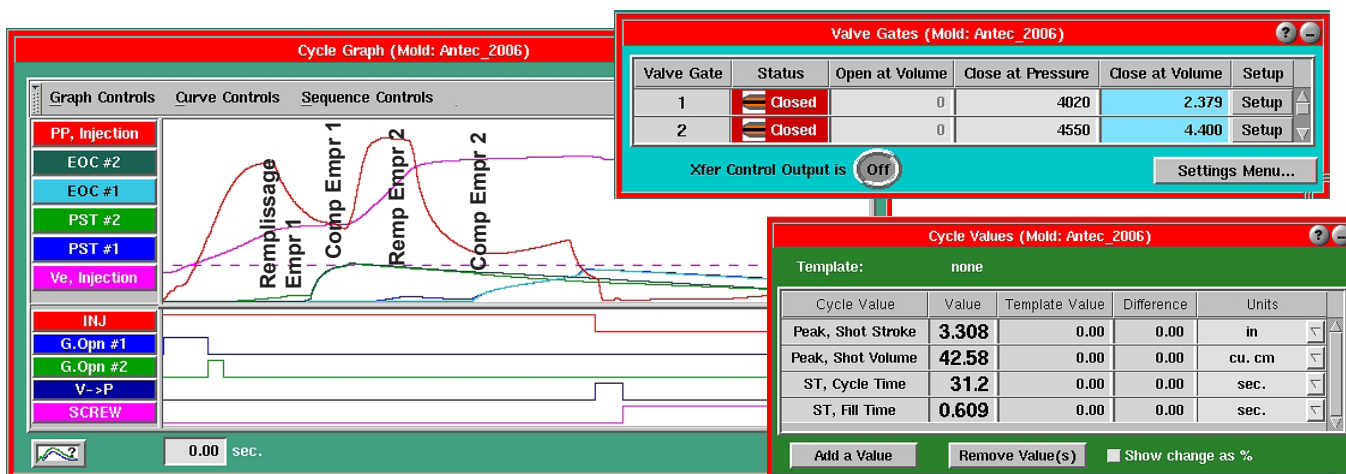 Cycle Graph (Mold: Antec_2006)
Graph Controls Curve Controls Sequence Controls
PP, Injection
EOC #2
EOC #1
PST #2
PST #1
Ve, Injection
Remplissage
Empr 1
Comp Empr 1
Remp Empr 2
Comp Empr 2
INJ
G.Opn #1
G.Opn #2
V->P
SCREW
0.00 sec.
Valve Gates (Mold: Antec_2006)
Valve Gate Status Open at Volume Close at Pressure Close at Volume Setup
1 Closed 0 4020 2.379 Setup
2 Closed 0 4550 4.400 Setup
Xfer Control Output is Off
Settings Menu...
Cycle Values (Mold: Antec_2006)
Template: none
Cycle Value Value Template Value Difference Units
Peak, Shot Stroke 3.308 0.00 0.00 in
Peak, Shot Volume 42.58 0.00 0.00 cu. cm
ST, Cycle Time 31.2 0.00 0.00 sec.
ST, Fill Time 0.609 0.00 0.00 sec.
Add a Value Remove Value(s) Show change as %